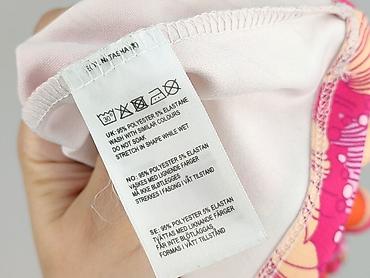 30
UK: 95% POLYESTER 5% ELASTANE
WASH WITH SIMILAR COLOURS
DO NOT SOAK
STRETCH IN SHAPE WHILE WET
NO: 95% POLYESTER 5% ELASTAN
VASKES MED LIGNENDE FARGER
MÅ IKKE BLØTLEGGES
STREKKES I FASONG I VÅT TILSTAND
SE: 95% POLYESTER 5% ELASTAN
TVÄTTAS MED LIKNANDE FÄRGER
FÅR INTE BLÖTLÄGGAS
FORMAS I VÅTT TILLSTÅND